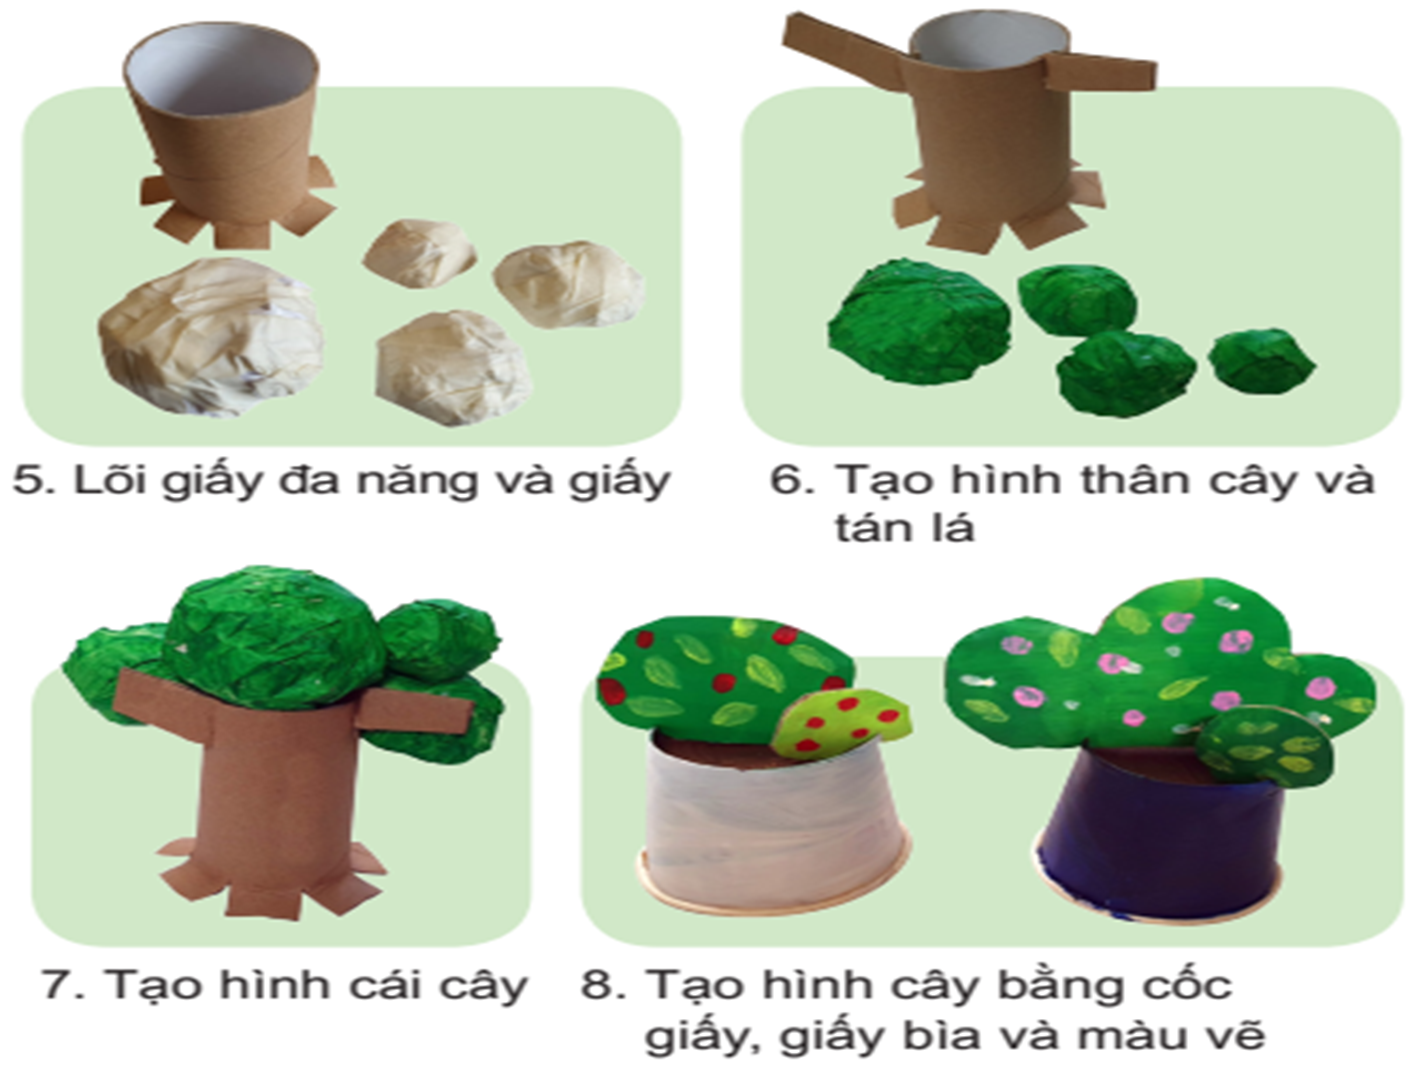 5. Lõi giấy đa năng và giấy
6. Tạo hình thân cây và
tán lá
7. Tạo hình cái cây
8. Tạo hình cây bằng cốc
giấy, giấy bìa và màu vẽ